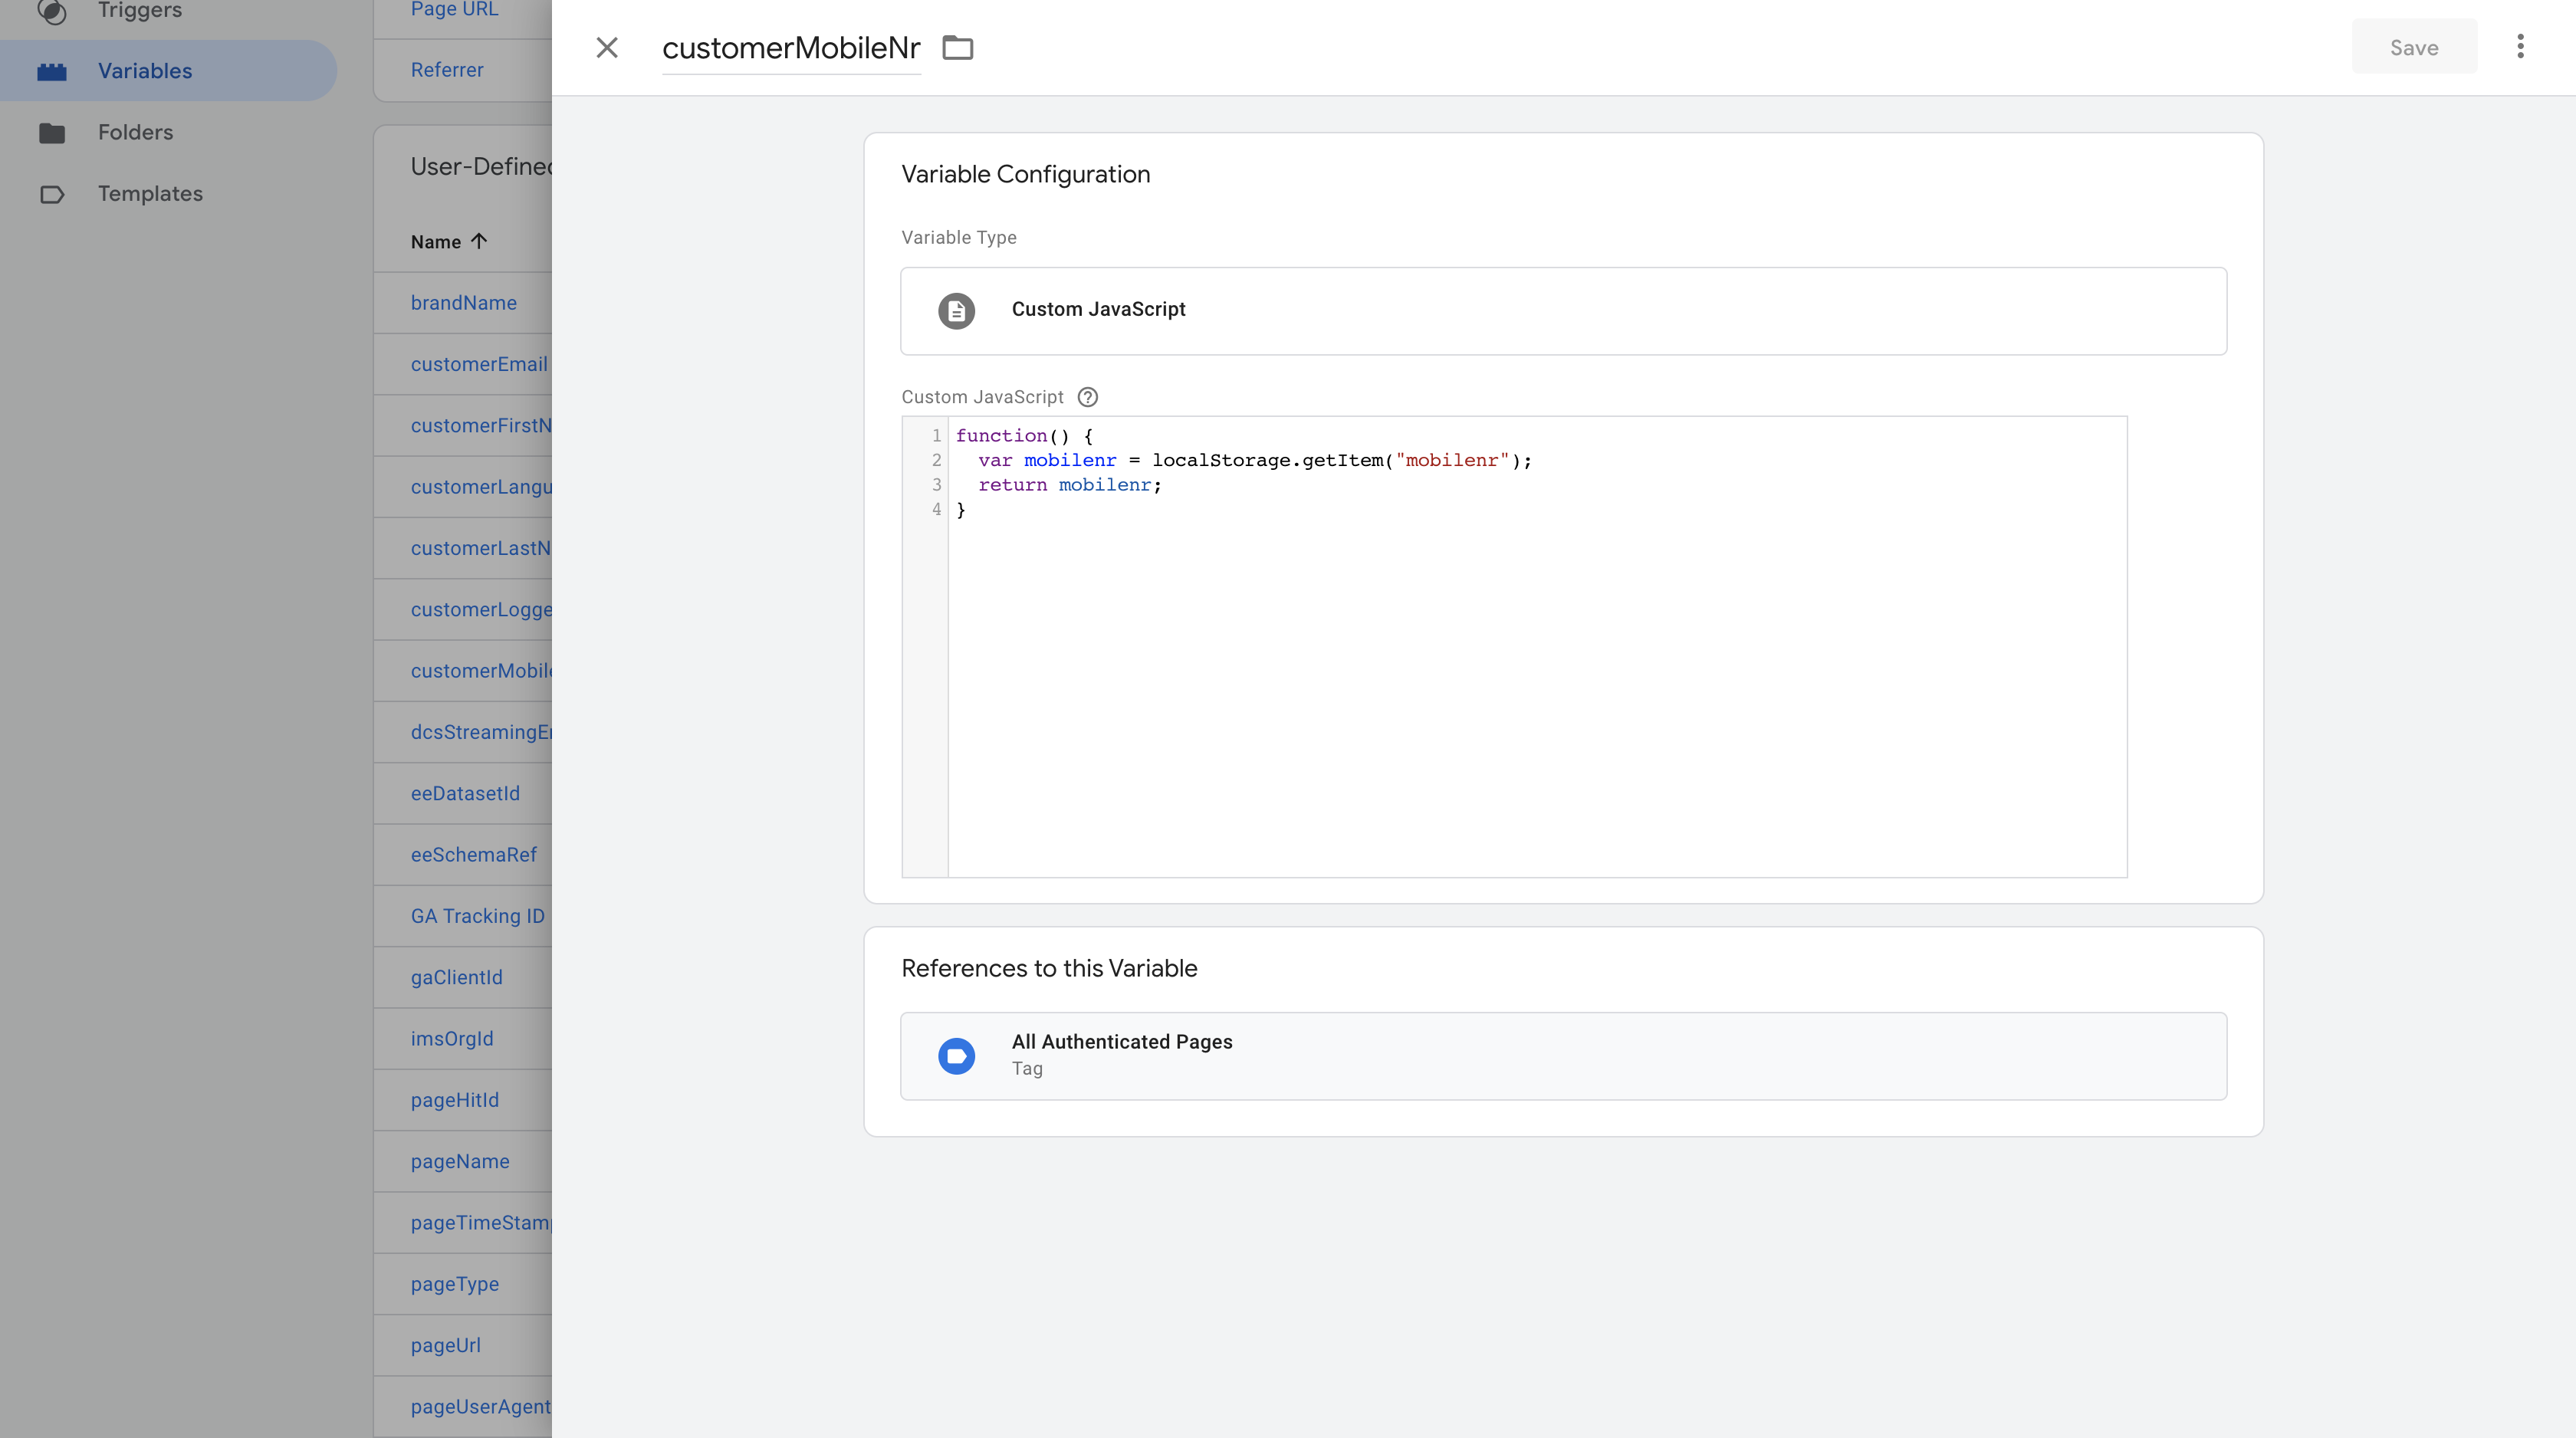 Triggers
Variables
Folders
Templates
Page URL
Referrer
User-Defined
Name
brandName
customerEmail
customerFirstN
customerLangu
customerLastN
customerLogge
customerMobile
dcsStreamingE
eeDatasetId
eeSchemaRef
GA Tracking ID
gaClientId
imsOrgId
pageHitId
pageName
pageTimeStam
pageType
pageUrl
pageUserAgent
customerMobileNr
Save
Variable Configuration
Variable Type
Custom JavaScript
Custom JavaScript
1 function() {
2 var mobilenr = localStorage.getItem("mobilenr");
3 return mobilenr;
4 }
References to this Variable
All Authenticated Pages
Tag